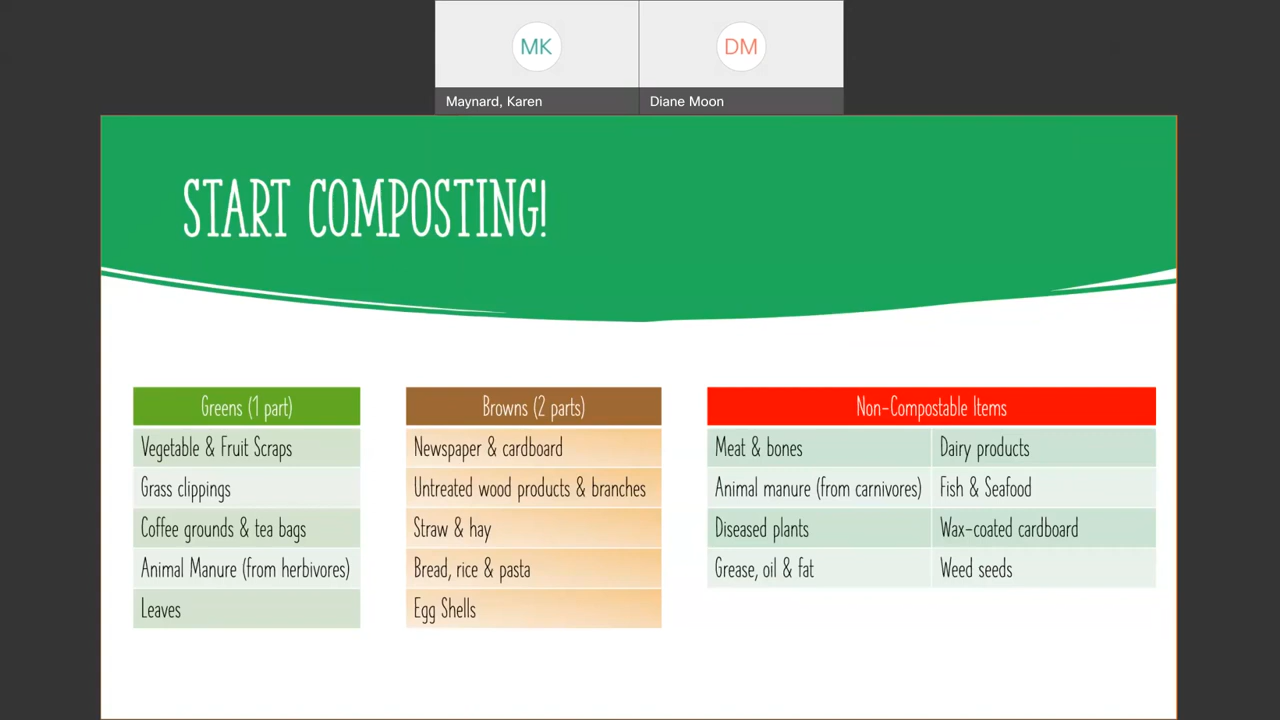 MK
DM
Maynard, Karen
Diane Moon
START COMPOSTING!
Greens (1 part)
Vegetable & Fruit Scraps
Grass clippings
Coffee grounds & tea bags
Animal Manure (from herbivores)
Leaves
Browns (2 parts)
Newspaper & cardboard
Untreated wood products & branches
Straw & hay
Bread, rice & pasta
Egg Shells
Non-Compostable Items
Meat & bones
Dairy products
Animal manure (from carnivores)
Fish & Seafood
Diseased plants
Wax-coated cardboard
Grease, oil & fat
Weed seeds